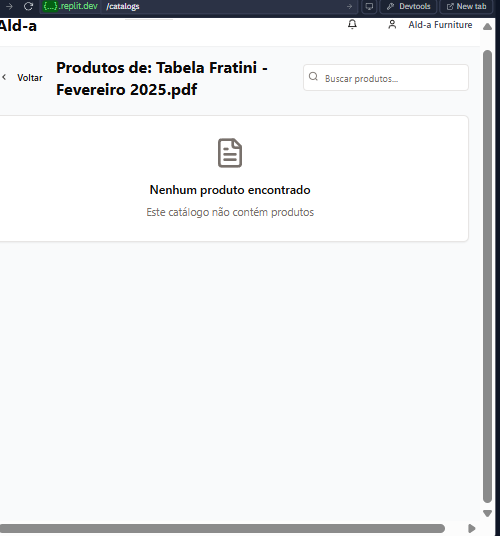 {...}.replit.dev /catalogs Devtools New tab
Ald-a Ald-a Furniture
Voltar
Produtos de: Tabela Fratini -
Fevereiro 2025.pdf
Buscar produtos...
Nenhum produto encontrado
Este catálogo não contém produtos